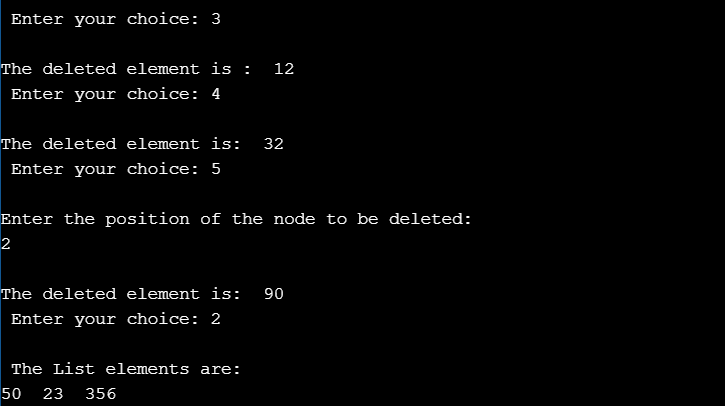 Enter your choice: 3
The deleted element is :  12
Enter your choice: 4
The deleted element is:  32
Enter your choice: 5
Enter the position of the node to be deleted:
2
The deleted element is:  90
Enter your choice: 2
The List elements are:
50  23  356